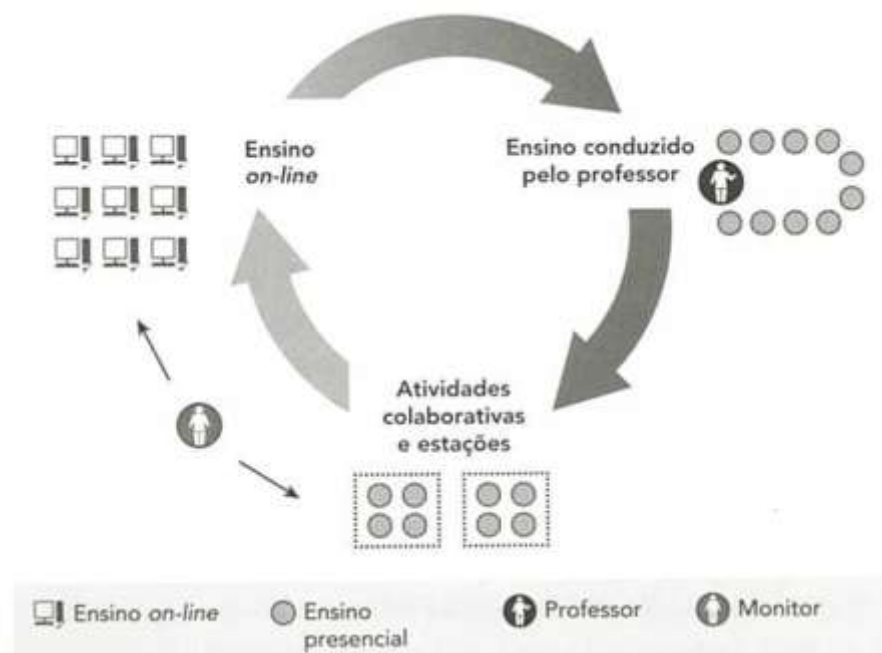 Ensino
on-line
Ensino conduzido
pelo professor
Atividades
colaborativas
e estações
Ensino on-line
Ensino
presencial
Professor
Monitor